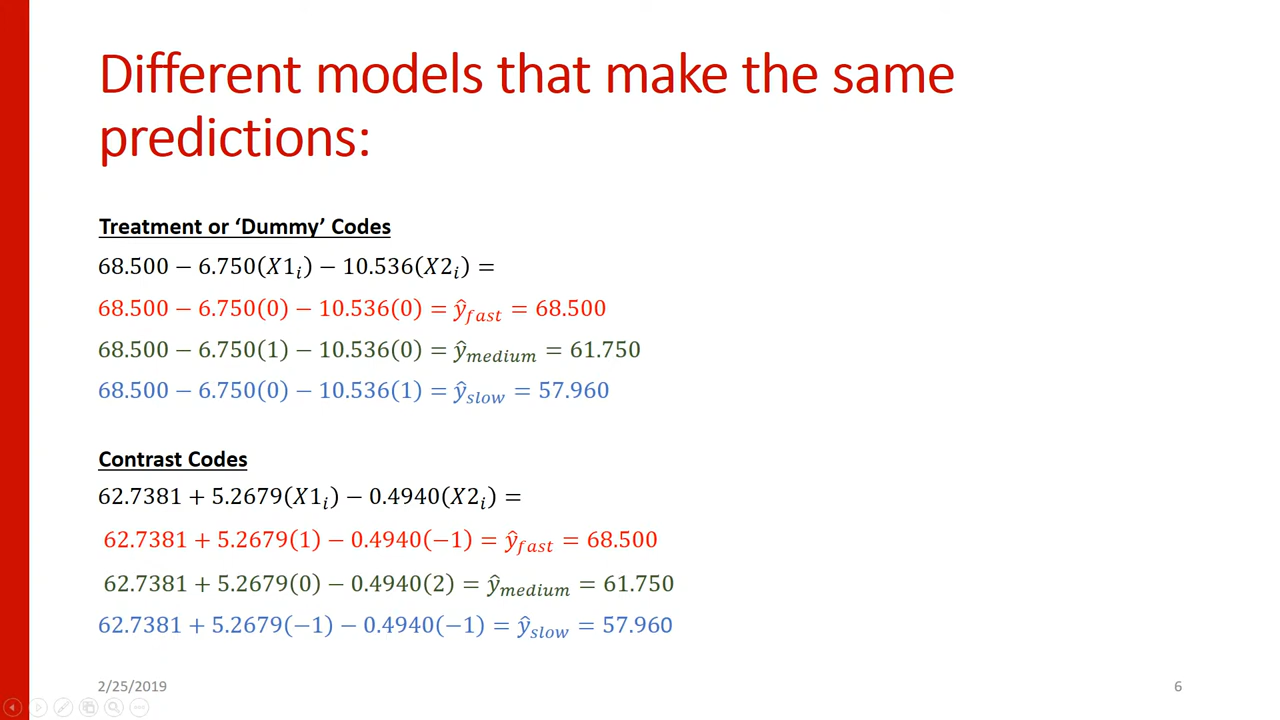 Different models that make the same
predictions:
Treatment or ‘Dummy’ Codes
68.500 − 6.750(X1ᵢ) − 10.536(X2ᵢ) =
68.500 − 6.750(0) − 10.536(0) = ŷ_fast = 68.500
68.500 − 6.750(1) − 10.536(0) = ŷ_medium = 61.750
68.500 − 6.750(0) − 10.536(1) = ŷ_slow = 57.960
Contrast Codes
62.7381 + 5.2679(X1ᵢ) − 0.4940(X2ᵢ) =
62.7381 + 5.2679(1) − 0.4940(−1) = ŷ_fast = 68.500
62.7381 + 5.2679(0) − 0.4940(2) = ŷ_medium = 61.750
62.7381 + 5.2679(−1) − 0.4940(−1) = ŷ_slow = 57.960
2/25/2019
6